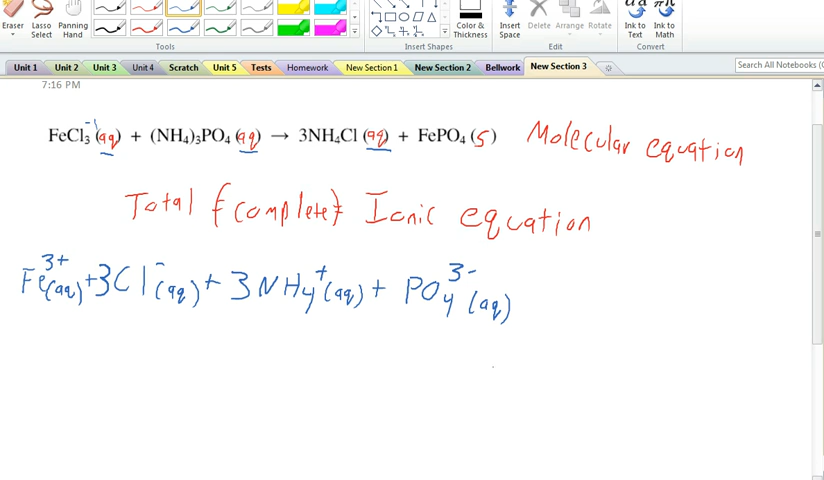 Eraser Lasso Select Panning Hand Tools Insert Shapes Color & Thickness Insert Space Delete Arrange Rotate Edit Ink to Text Ink to Math Convert
Unit 1 Unit 2 Unit 3 Unit 4 Scratch Unit 5 Tests Homework New Section 1 New Section 2 Bellwork New Section 3 Search All Notebooks
7:16 PM
FeCl₃⁻¹(aq) + (NH₄)₃PO₄(aq) → 3NH₄Cl(aq) + FePO₄(s) Molecular equation
Total (complete) Ionic equation
Fe³⁺(aq) + 3Cl⁻(aq) + 3NH₄⁺(aq) + PO₄³⁻(aq)